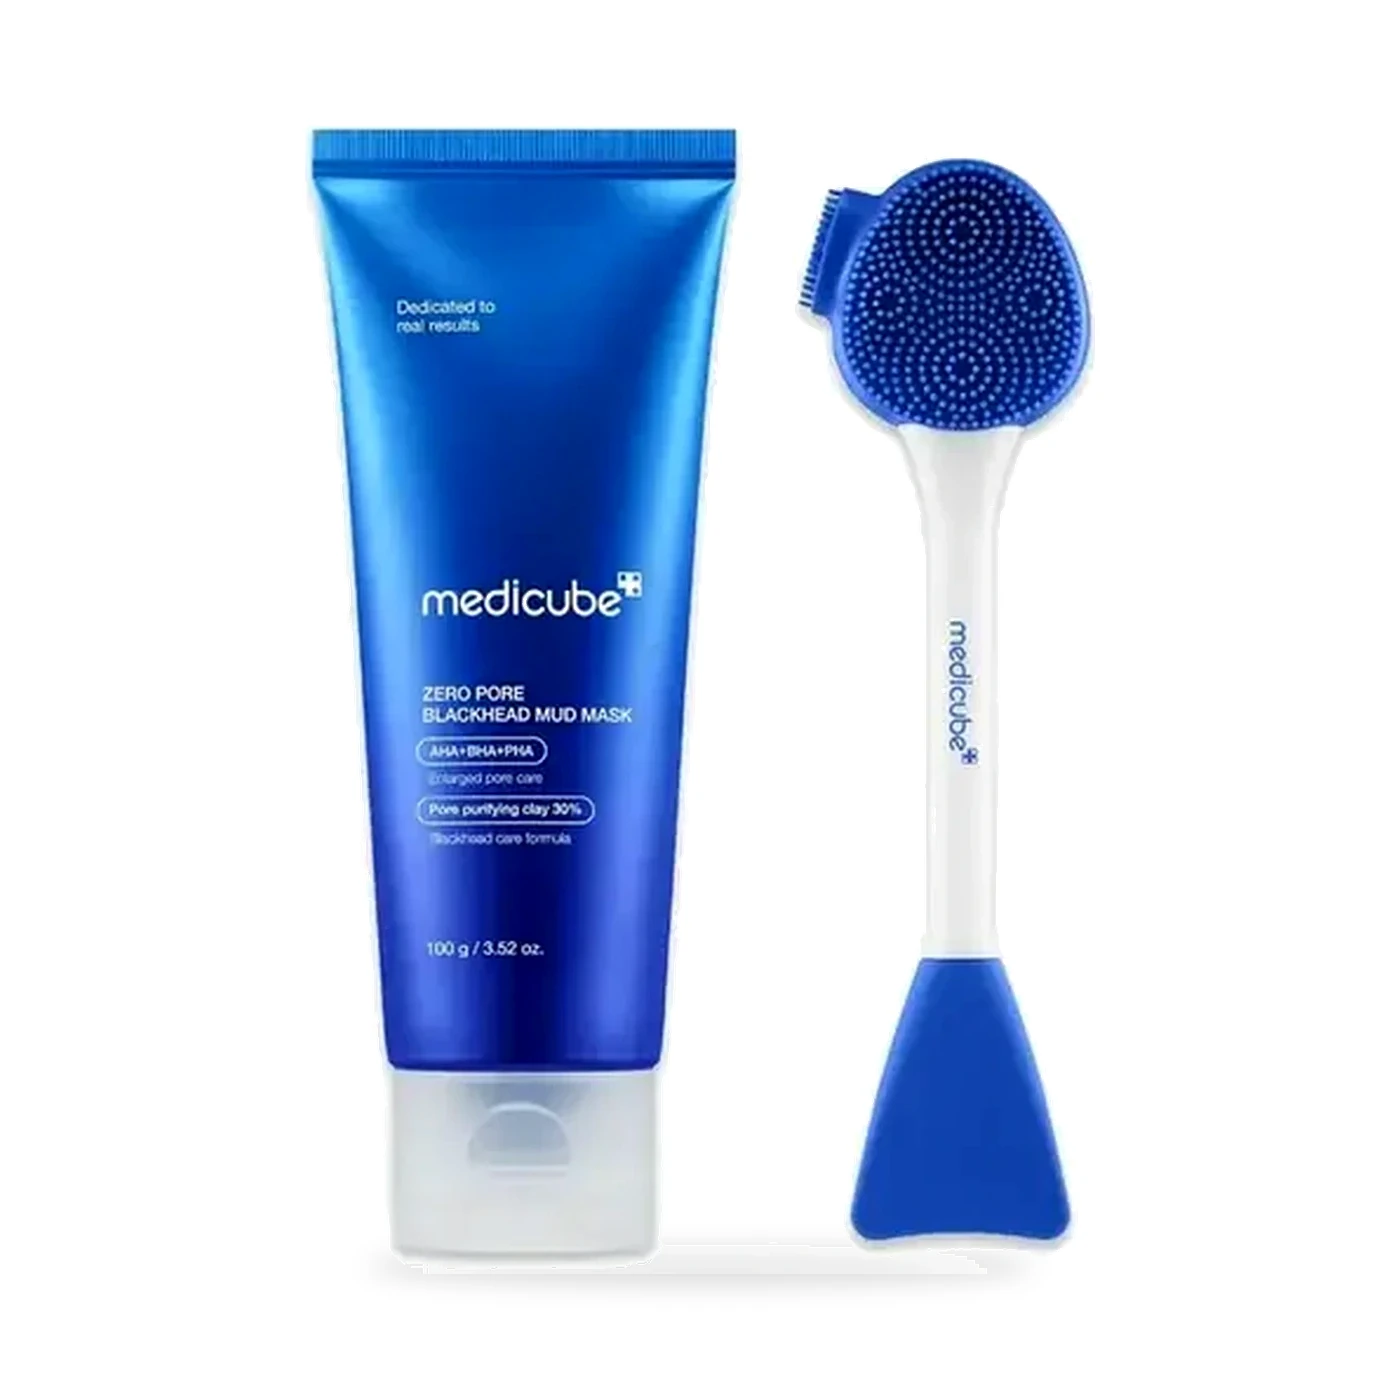 Dedicated to
real results
medicube
ZERO PORE
BLACKHEAD MUD MASK
AHA+BHA+PHA
Enlarged pore care
Pore purifying clay 30%
Blackhead care formula
100 g / 3.52 oz.
medicube